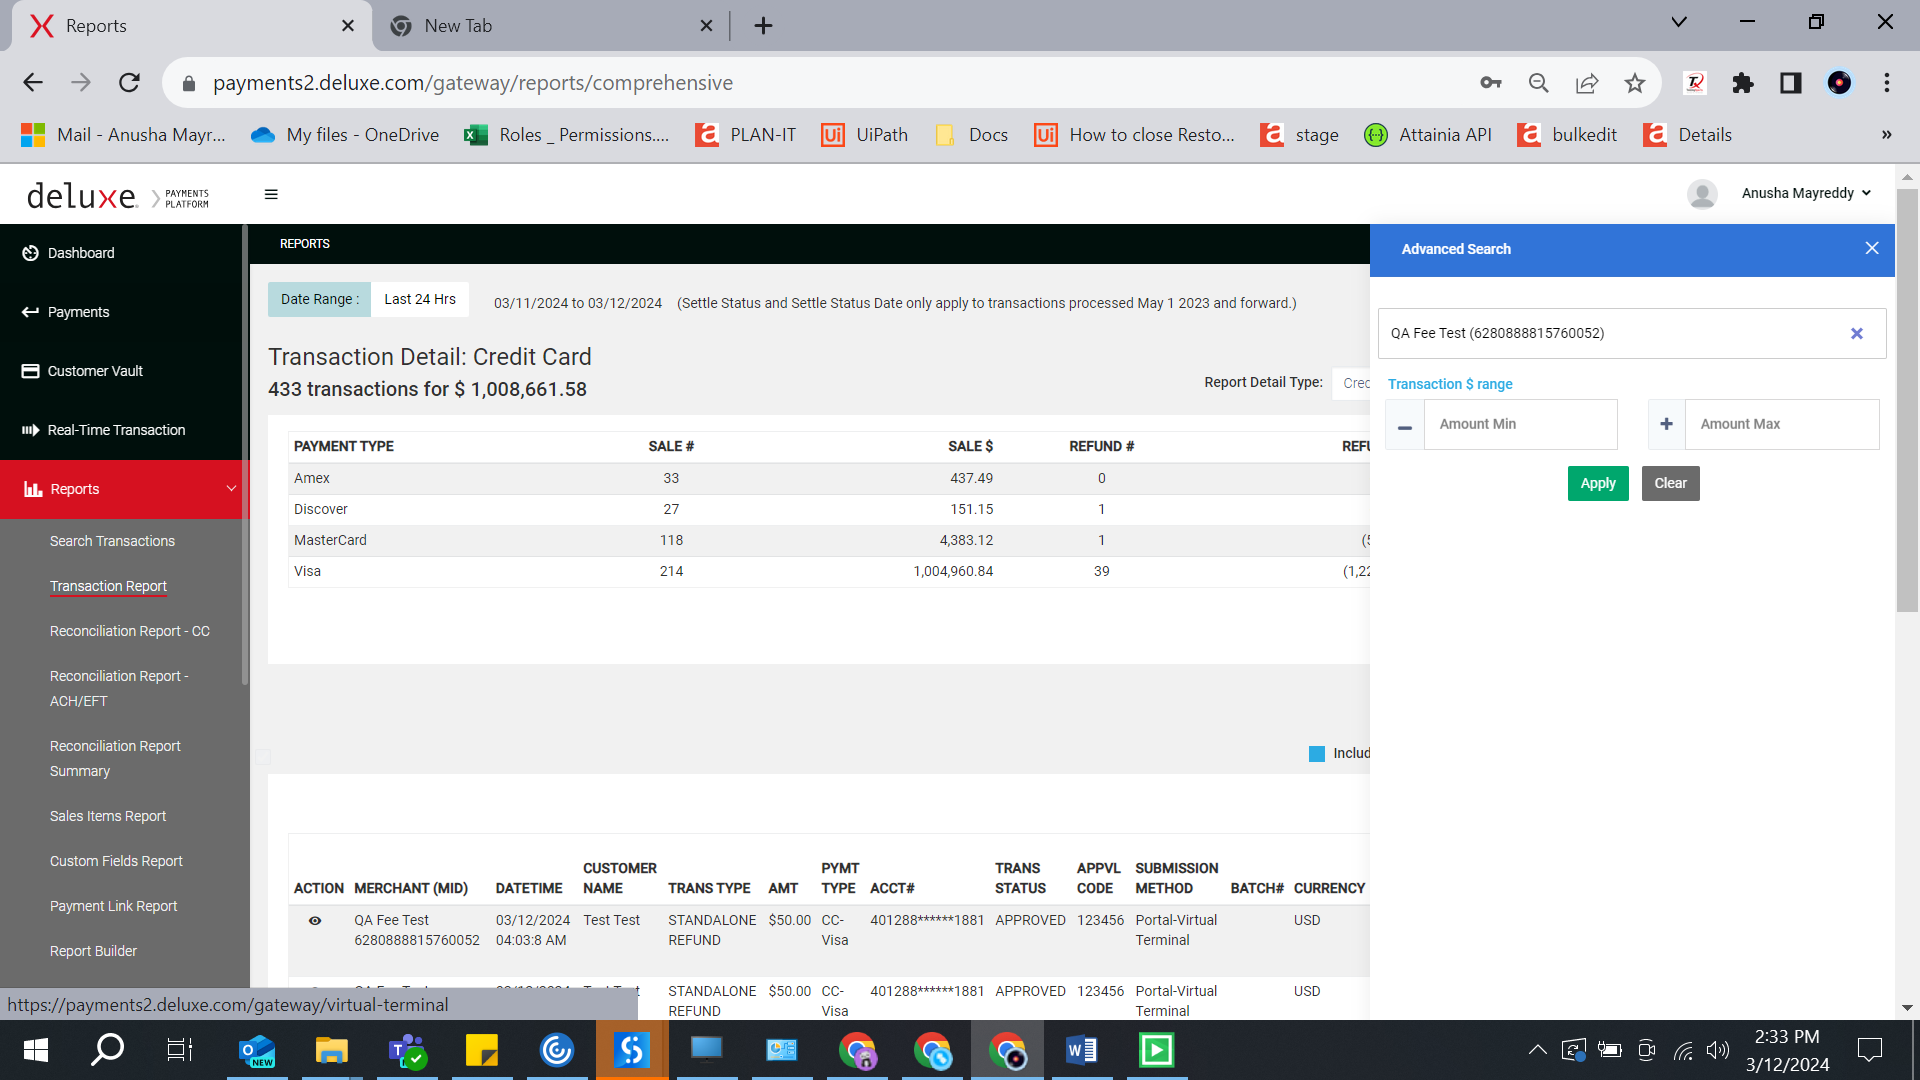 Reports
New Tab
payments2.deluxe.com/gateway/reports/comprehensive
Mail - Anusha Mayr...
My files - OneDrive
Roles _ Permissions....
PLAN-IT
UiPath
Docs
How to close Resto...
stage
Attainia API
bulkedit
Details
»
deluxe. PAYMENTS PLATFORM
Anusha Mayreddy
Dashboard
Payments
Customer Vault
Real-Time Transaction
Reports
Search Transactions
Transaction Report
Reconciliation Report - CC
Reconciliation Report -
ACH/EFT
Reconciliation Report
Summary
Sales Items Report
Custom Fields Report
Payment Link Report
Report Builder
REPORTS
Date Range : Last 24 Hrs 03/11/2024 to 03/12/2024 (Settle Status and Settle Status Date only apply to transactions processed May 1 2023 and forward.)
Transaction Detail: Credit Card
433 transactions for $ 1,008,661.58
Report Detail Type:
PAYMENT TYPE SALE # SALE $ REFUND #
Amex 33 437.49 0
Discover 27 151.15 1
MasterCard 118 4,383.12 1
Visa 214 1,004,960.84 39 (1,22
Includ
ACTION MERCHANT (MID) DATETIME CUSTOMER NAME TRANS TYPE AMT PYMT TYPE ACCT# TRANS STATUS APPVL CODE SUBMISSION METHOD BATCH# CURRENCY
QA Fee Test 03/12/2024 Test Test STANDALONE $50.00 CC- 401288******1881 APPROVED 123456 Portal-Virtual USD
6280888815760052 04:03:8 AM REFUND Visa Terminal
STANDALONE $50.00 CC- 401288******1881 APPROVED 123456 Portal-Virtual USD
REFUND Visa Terminal
Advanced Search
QA Fee Test (6280888815760052)
Transaction $ range
Amount Min
Amount Max
Apply
Clear
https://payments2.deluxe.com/gateway/virtual-terminal
NEW
2:33 PM
3/12/2024